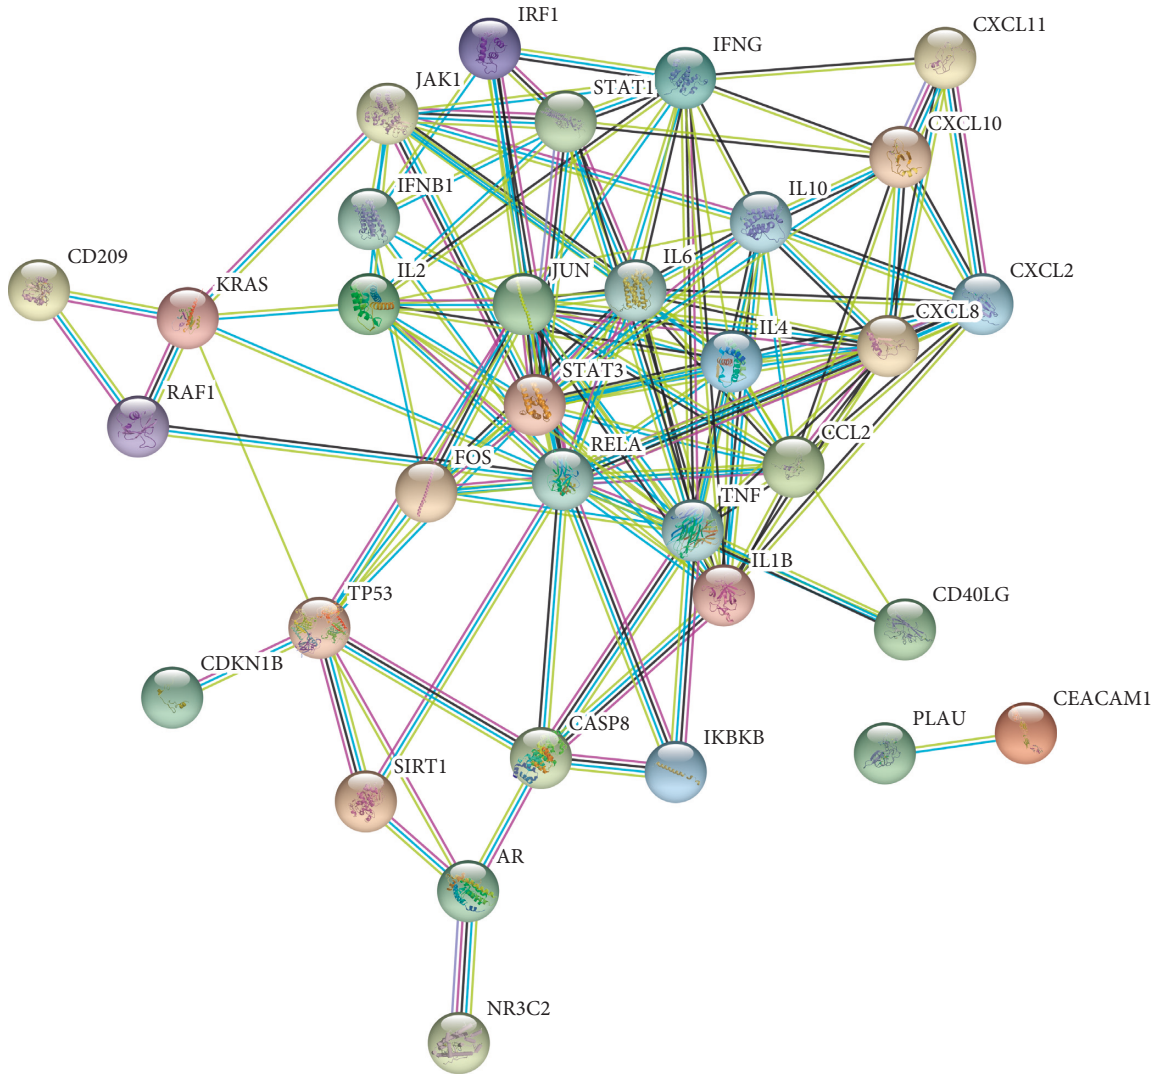 IRF1
CXCL11
IFNG
JAK1
STAT1
CXCL10
IFNB1
IL10
CD209
IL2
JUN
IL6
CXCL2
KRAS
CXCL8
IL4
STAT3
RAF1
CCL2
FOS
RELA
TNF
IL1B
TP53
CD40LG
CDKN1B
CEACAM1
CASP8
IKBKB
PLAU
SIRT1
AR
NR3C2